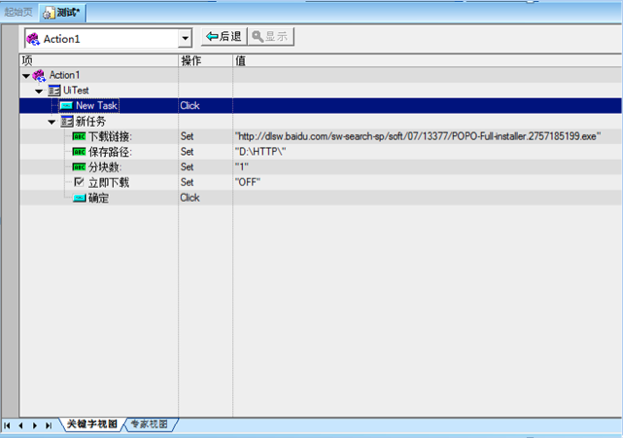 起始页 测试*
Action1 后退 显示
项 操作 值
Action1
UiTest
New Task Click
新任务
下载链接: Set "http://dlsw.baidu.com/sw-search-sp/soft/07/13377/POPO-Full-installer.2757185199.exe"
保存路径: Set "D:\HTTP\"
分块数: Set "1"
立即下载 Set "OFF"
确定 Click
关键字视图 专家视图